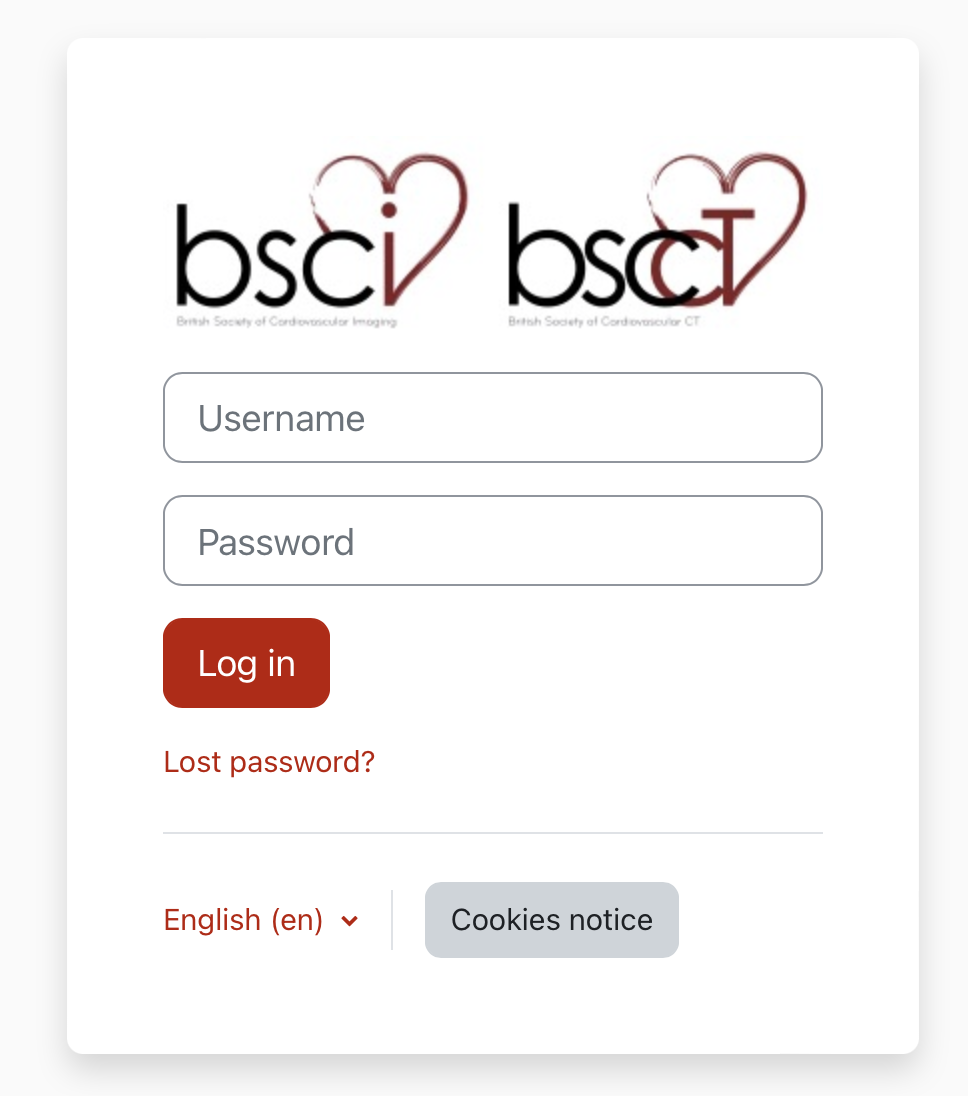 bsci bsccT
British Society of Cardiovascular Imaging British Society of Cardiovascular CT
Username
Password
Log in
Lost password?
English (en) Cookies notice